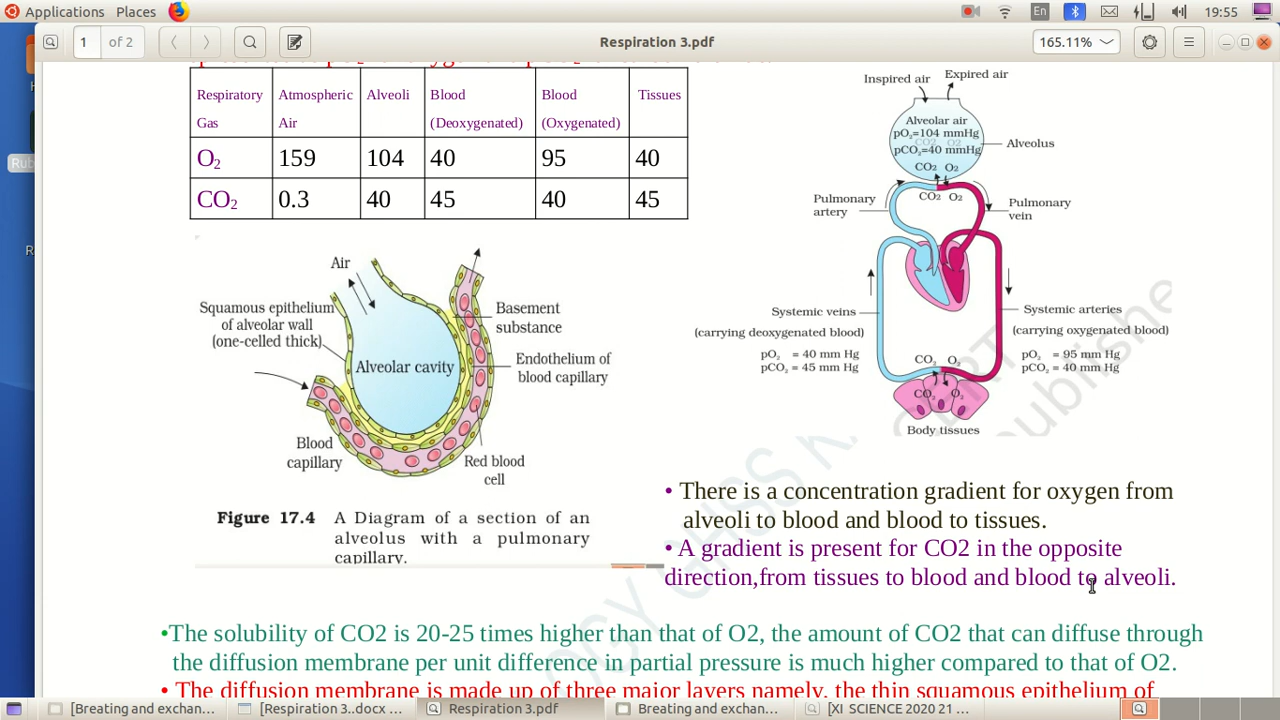 Applications Places En 19:55
1 of 2 Respiration 3.pdf 165.11%
Respiratory Gas Atmospheric Air Alveoli Blood (Deoxygenated) Blood (Oxygenated) Tissues
O2 159 104 40 95 40
CO2 0.3 40 45 40 45
Air
Squamous epithelium
of alveolar wall
(one-celled thick)
Alveolar cavity
Basement
substance
Endothelium of
blood capillary
Blood
capillary
Red blood
cell
Figure 17.4 A Diagram of a section of an
alveolus with a pulmonary
capillary.
Inspired air Expired air
Alveolar air
pO2=104 mmHg
CO2 O2
pCO2=40 mmHg
CO2 O2
Alveolus
CO2 O2
Pulmonary
artery
Pulmonary
vein
Systemic veins
(carrying deoxygenated blood)
pO2 = 40 mm Hg
pCO2 = 45 mm Hg
Systemic arteries
(carrying oxygenated blood)
pO2 = 95 mm Hg
pCO2 = 40 mm Hg
CO2 O2
CO2 O2
Body tissues
• There is a concentration gradient for oxygen from
alveoli to blood and blood to tissues.
• A gradient is present for CO2 in the opposite
direction,from tissues to blood and blood to alveoli.
•The solubility of CO2 is 20-25 times higher than that of O2, the amount of CO2 that can diffuse through
the diffusion membrane per unit difference in partial pressure is much higher compared to that of O2.
• The diffusion membrane is made up of three major layers namely, the thin squamous epithelium of
[Breating and exchan... [Respiration 3..docx ... Respiration 3.pdf Breating and exchan... [XI SCIENCE 2020 21 ...